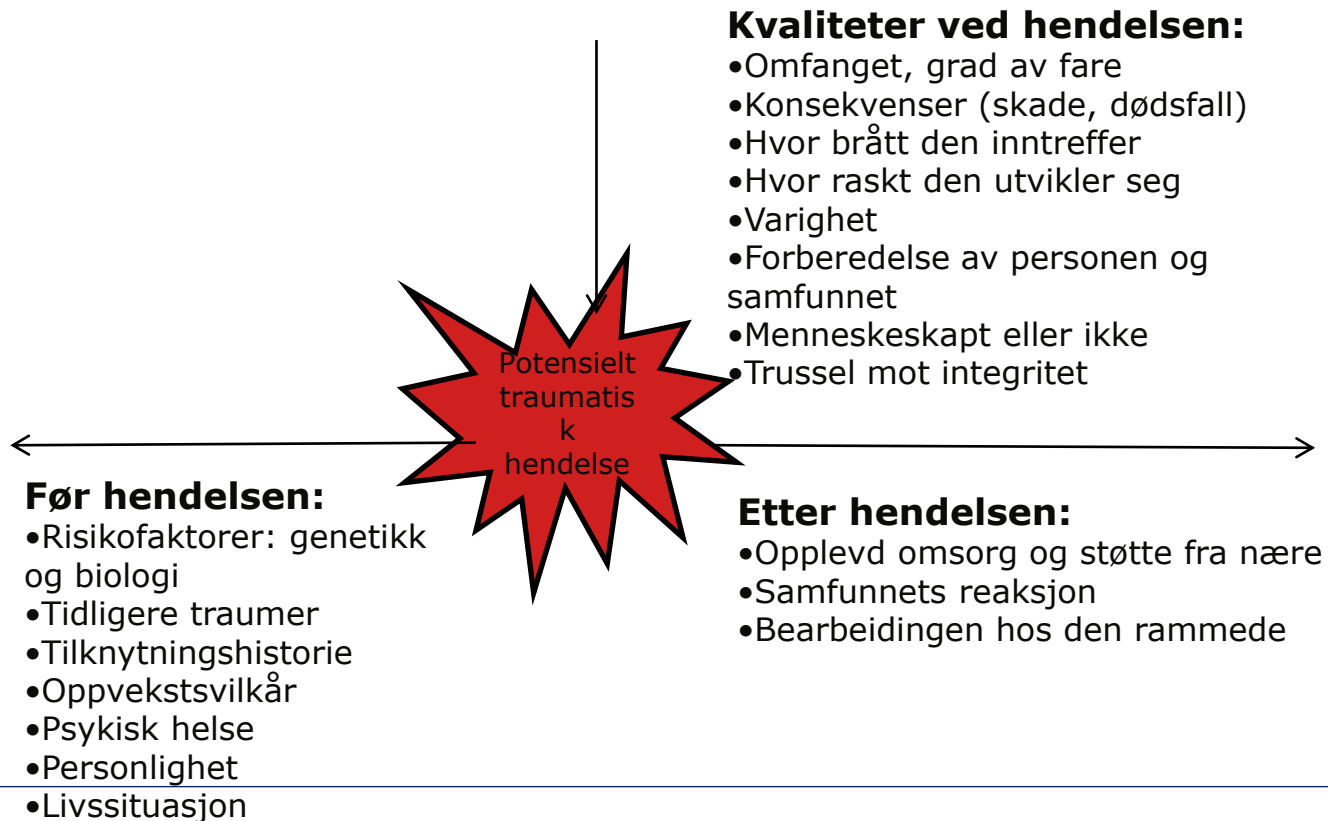 Kvaliteter ved hendelsen:
•Omfanget, grad av fare
•Konsekvenser (skade, dødsfall)
•Hvor brått den inntreffer
•Hvor raskt den utvikler seg
•Varighet
•Forberedelse av personen og
samfunnet
•Menneskeskapt eller ikke
•Trussel mot integritet
Potensielt
traumatis
k
hendelse
Før hendelsen:
•Risikofaktorer: genetikk
og biologi
•Tidligere traumer
•Tilknytningshistorie
•Oppvekstsvilkår
•Psykisk helse
•Personlighet
•Livssituasjon
Etter hendelsen:
•Opplevd omsorg og støtte fra nære
•Samfunnets reaksjon
•Bearbeidingen hos den rammede